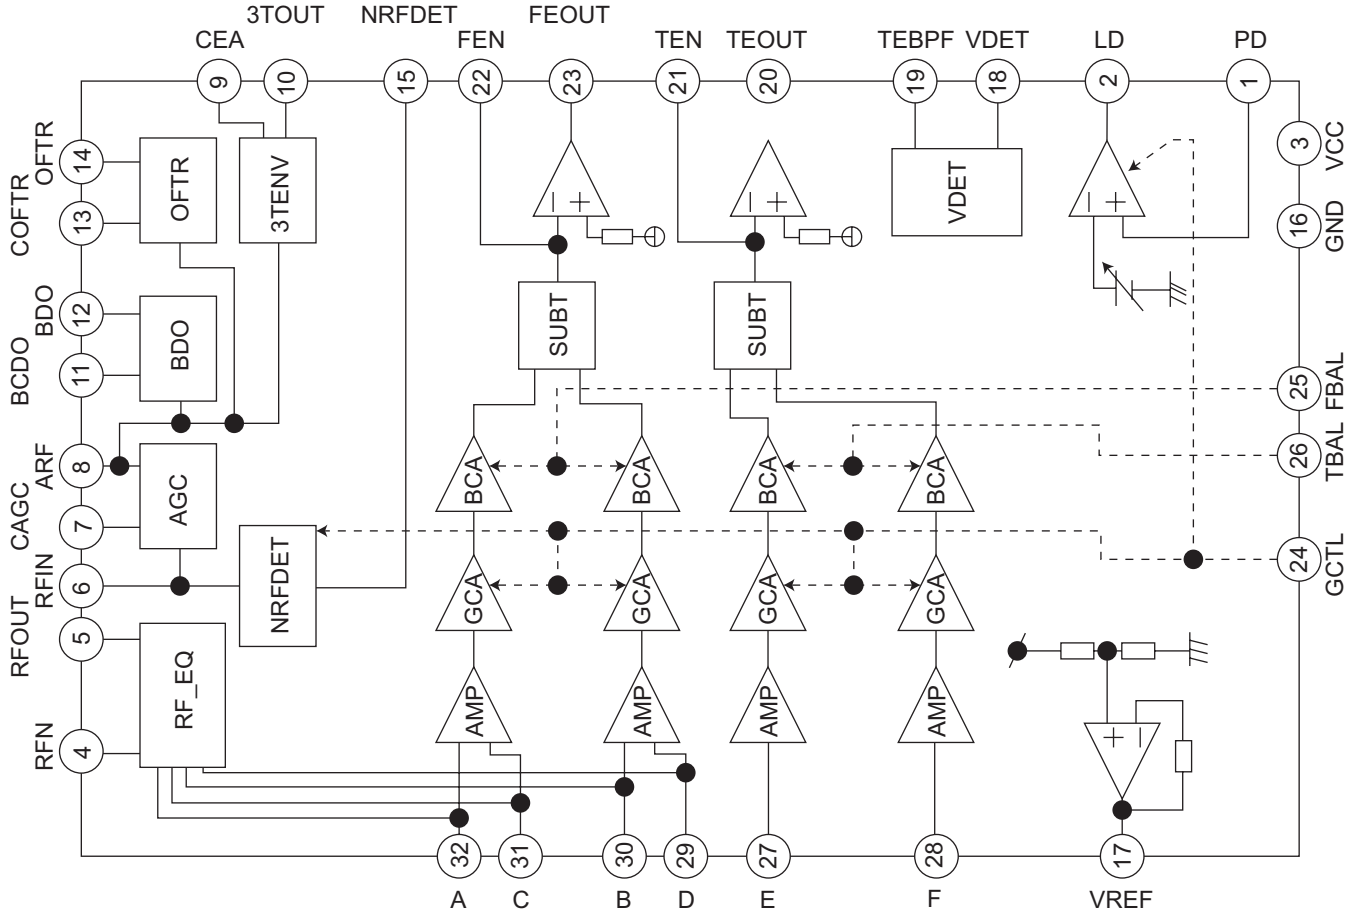 3TOUT NRFDET FEOUT
CEA FEN TEN TEOUT TEBPF VDET LD PD
9 10 15 22 23 21 20 19 18 2 1
OFTR 14 OFTR 3TENV - + - + VDET - + 3 VCC
COFTR 13 16 GND
BDO 12 BDO SUBT SUBT
BCDO 11 25 FBAL
ARF 8 AGC BCA BCA BCA BCA 26 TBAL
CAGC 7
RFIN 6 NRFDET GCA GCA GCA GCA 24 GCTL
RFOUT 5 RF_EQ AMP AMP AMP AMP
RFN 4 + -
32 31 30 29 27 28 17
A C B D E F VREF